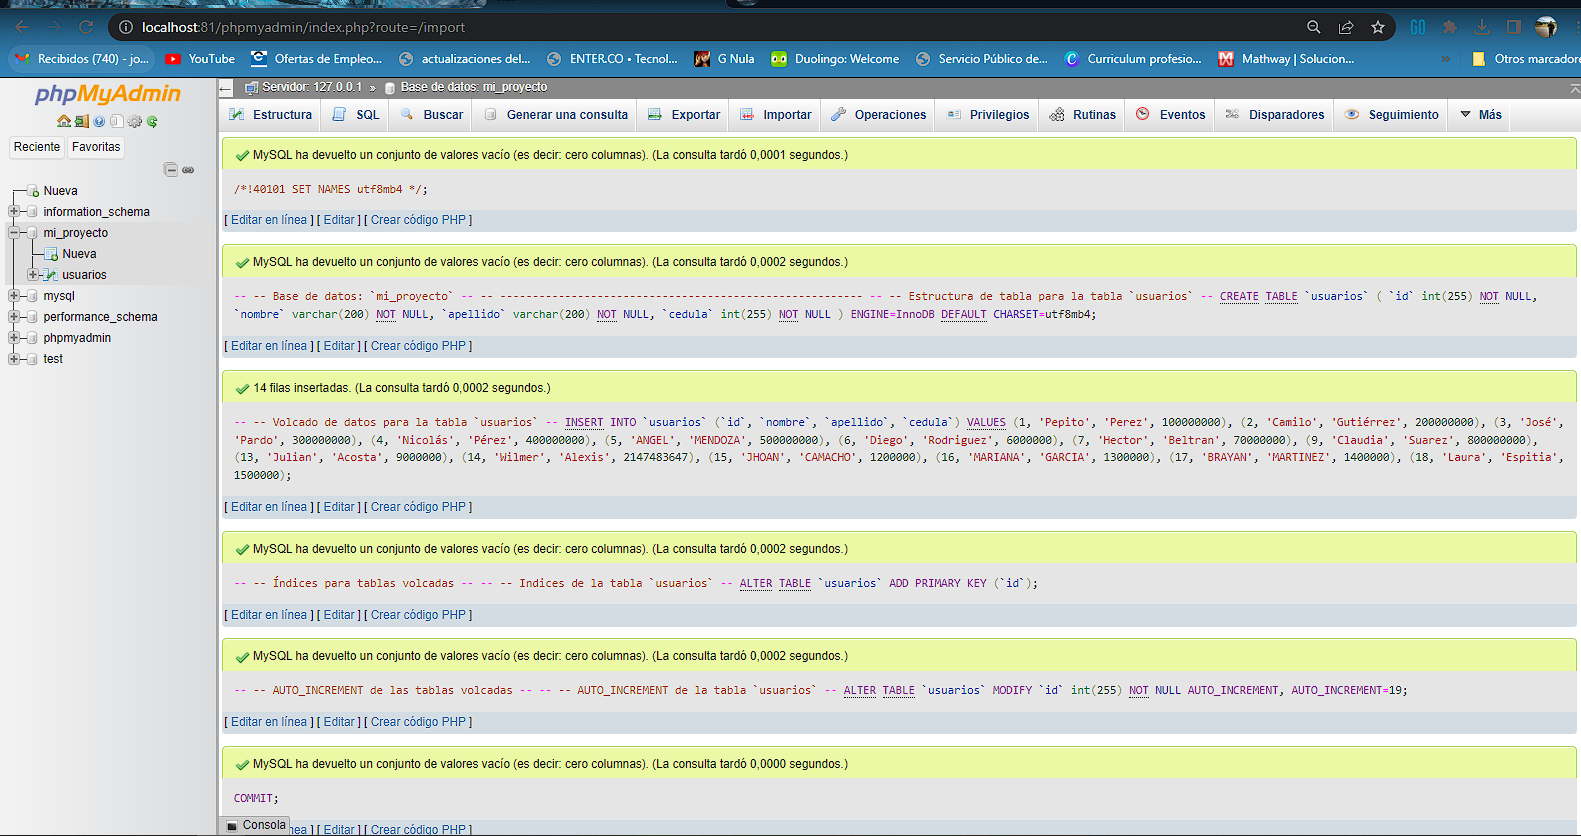 localhost:81/phpmyadmin/index.php?route=/import
Recibidos (740) - jo...
YouTube
Ofertas de Empleo...
actualizaciones del...
ENTER.CO • Tecnol...
G Nula
Duolingo: Welcome
Servicio Público de...
Curriculum profesio...
Mathway | Solucion...
»
Otros marcadore
phpMyAdmin
Reciente
Favoritas
Nueva
information_schema
mi_proyecto
Nueva
usuarios
mysql
performance_schema
phpmyadmin
test
Servidor: 127.0.0.1 » Base de datos: mi_proyecto
Estructura
SQL
Buscar
Generar una consulta
Exportar
Importar
Operaciones
Privilegios
Rutinas
Eventos
Disparadores
Seguimiento
Más
MySQL ha devuelto un conjunto de valores vacío (es decir: cero columnas). (La consulta tardó 0,0001 segundos.)
/*!40101 SET NAMES utf8mb4 */;
[ Editar en línea ] [ Editar ] [ Crear código PHP ]
MySQL ha devuelto un conjunto de valores vacío (es decir: cero columnas). (La consulta tardó 0,0002 segundos.)
-- -- Base de datos: `mi_proyecto` -- -- -------------------------------------------------------- -- -- Estructura de tabla para la tabla `usuarios` -- CREATE TABLE `usuarios` ( `id` int(255) NOT NULL,
`nombre` varchar(200) NOT NULL, `apellido` varchar(200) NOT NULL, `cedula` int(255) NOT NULL ) ENGINE=InnoDB DEFAULT CHARSET=utf8mb4;
[ Editar en línea ] [ Editar ] [ Crear código PHP ]
14 filas insertadas. (La consulta tardó 0,0002 segundos.)
-- -- Volcado de datos para la tabla `usuarios` -- INSERT INTO `usuarios` (`id`, `nombre`, `apellido`, `cedula`) VALUES (1, 'Pepito', 'Perez', 100000000), (2, 'Camilo', 'Gutiérrez', 200000000), (3, 'José',
'Pardo', 300000000), (4, 'Nicolás', 'Pérez', 400000000), (5, 'ANGEL', 'MENDOZA', 500000000), (6, 'Diego', 'Rodriguez', 6000000), (7, 'Hector', 'Beltran', 70000000), (9, 'Claudia', 'Suarez', 800000000),
(13, 'Julian', 'Acosta', 9000000), (14, 'Wilmer', 'Alexis', 2147483647), (15, 'JHOAN', 'CAMACHO', 1200000), (16, 'MARIANA', 'GARCIA', 1300000), (17, 'BRAYAN', 'MARTINEZ', 1400000), (18, 'Laura', 'Espitia',
1500000);
[ Editar en línea ] [ Editar ] [ Crear código PHP ]
MySQL ha devuelto un conjunto de valores vacío (es decir: cero columnas). (La consulta tardó 0,0002 segundos.)
-- -- Índices para tablas volcadas -- -- -- Indices de la tabla `usuarios` -- ALTER TABLE `usuarios` ADD PRIMARY KEY (`id`);
[ Editar en línea ] [ Editar ] [ Crear código PHP ]
MySQL ha devuelto un conjunto de valores vacío (es decir: cero columnas). (La consulta tardó 0,0002 segundos.)
-- -- AUTO_INCREMENT de las tablas volcadas -- -- -- AUTO_INCREMENT de la tabla `usuarios` -- ALTER TABLE `usuarios` MODIFY `id` int(255) NOT NULL AUTO_INCREMENT, AUTO_INCREMENT=19;
[ Editar en línea ] [ Editar ] [ Crear código PHP ]
MySQL ha devuelto un conjunto de valores vacío (es decir: cero columnas). (La consulta tardó 0,0000 segundos.)
COMMIT;
Consola
nea ] [ Editar ] [ Crear código PHP ]